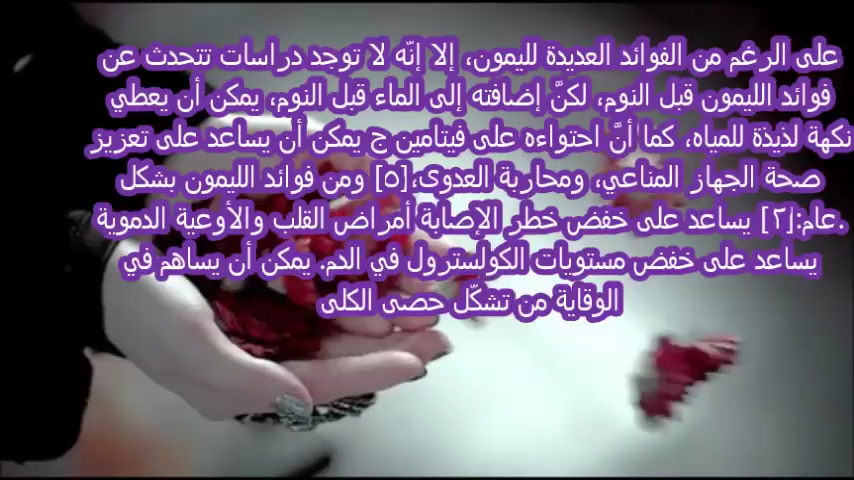 على الرغم من الفوائد العديدة لليمون، إلا إنّه لا توجد دراسات تتحدث عن
فوائد الليمون قبل النوم، لكنَّ إضافته إلى الماء قبل النوم، يمكن أن يعطي
نكهة لذيذة للمياه، كما أنَّ احتواءه على فيتامين ج يمكن أن يساعد على تعزيز
صحة الجهاز المناعي، ومحاربة العدوى،[٥] ومن فوائد الليمون بشكل
.عام:[٢] يساعد على خفض خطر الإصابة أمراض القلب والأوعية الدموية
يساعد على خفض مستويات الكولسترول في الدم. يمكن أن يساهم في
الوقاية من تشكّل حصى الكلى